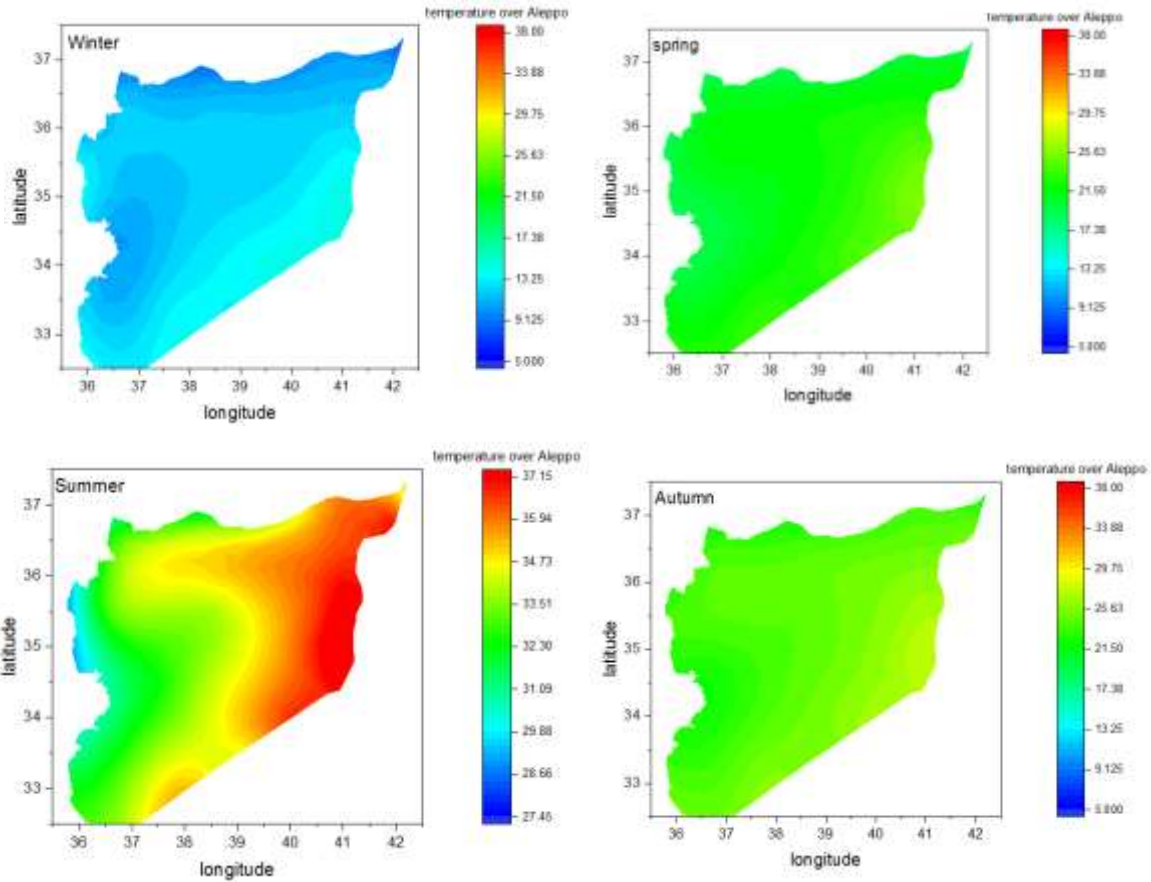 temperature over Aleppo
Winter
38.00
33.88
29.75
25.63
21.50
17.38
13.25
9.125
5.000
37
36
35
34
33
latitude
36 37 38 39 40 41 42
longitude
temperature over Aleppo
spring
38.00
33.88
29.75
25.63
21.50
17.38
13.25
9.125
5.000
37
36
35
34
33
latitude
36 37 38 39 40 41 42
longitude
temperature over Aleppo
Summer
37.15
35.94
34.73
33.51
32.30
31.09
29.88
28.66
27.45
37
36
35
34
33
latitude
36 37 38 39 40 41 42
longitude
temperature over Aleppo
Autumn
38.00
33.88
29.75
25.63
21.50
17.38
13.25
9.125
5.000
37
36
35
34
33
latitude
36 37 38 39 40 41 42
longitude